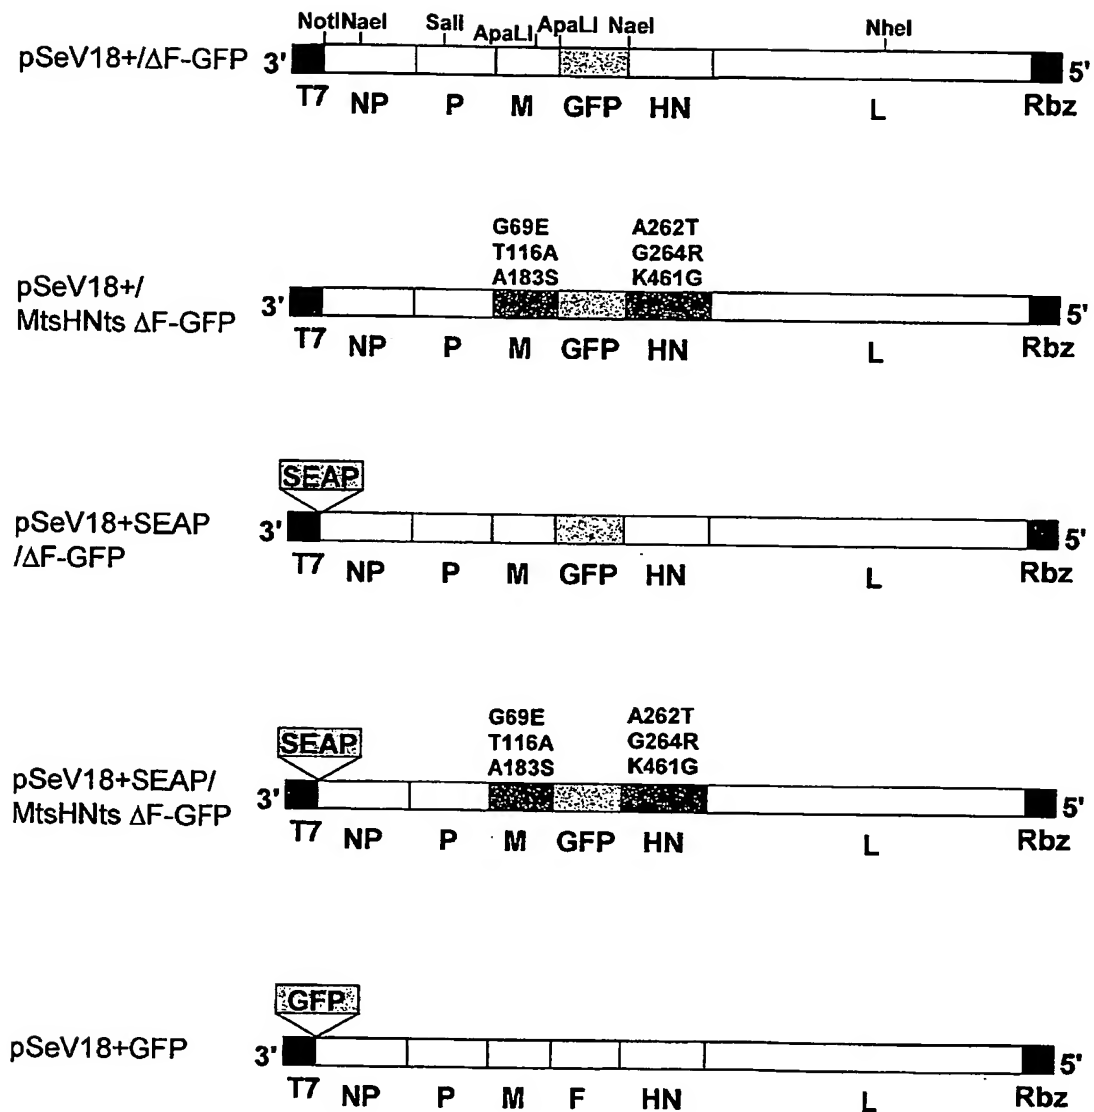 NotI NaeI SalI ApaLI ApaLI NaeI NheI
pSeV18+/ΔF-GFP 3' 5'
T7 NP P M GFP HN L Rbz
G69E A262T
T116A G264R
A183S K461G
pSeV18+/
MtsHNts ΔF-GFP 3' 5'
T7 NP P M GFP HN L Rbz
SEAP
pSeV18+SEAP
/ΔF-GFP 3' 5'
T7 NP P M GFP HN L Rbz
G69E A262T
SEAP T116A G264R
A183S K461G
pSeV18+SEAP/
MtsHNts ΔF-GFP 3' 5'
T7 NP P M GFP HN L Rbz
GFP
pSeV18+GFP 3' 5'
T7 NP P M F HN L Rbz